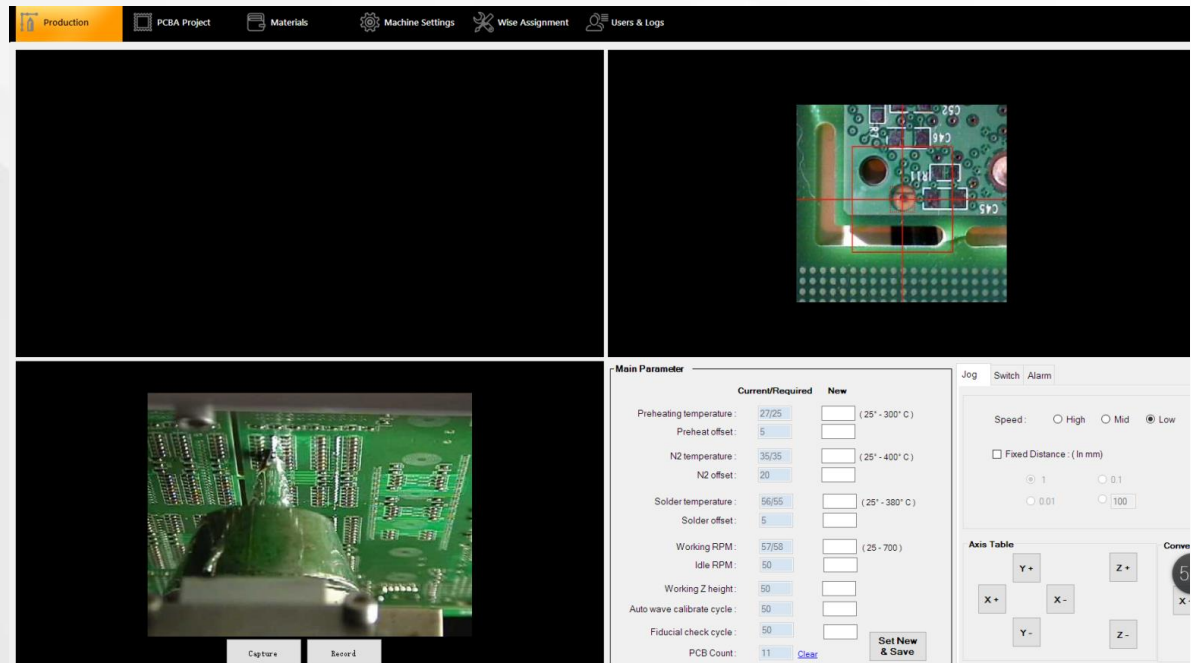 Production PCBA Project Materials Machine Settings Wise Assignment Users & Logs
C52
R7
C46
R11
C45
Main Parameter
Current/Required New
Preheating temperature : 27/25 ( 25° - 300° C )
Preheat offset : 5
N2 temperature : 35/35 ( 25° - 400° C )
N2 offset : 20
Solder temperature : 56/55 ( 25° - 380° C )
Solder offset : 5
Working RPM : 57/58 ( 25 - 700 )
Idle RPM : 50
Working Z height : 50
Auto wave calibrate cycle : 50
Fiducial check cycle : 50
PCB Count : 11 Clear
Set New
& Save
Jog Switch Alarm
Speed : High Mid Low
Fixed Distance : ( In mm)
1 0.1
0.01 100
Axis Table
Y +
Z +
X +
X -
Y -
Z -
Conve
5
X +
Capture Record